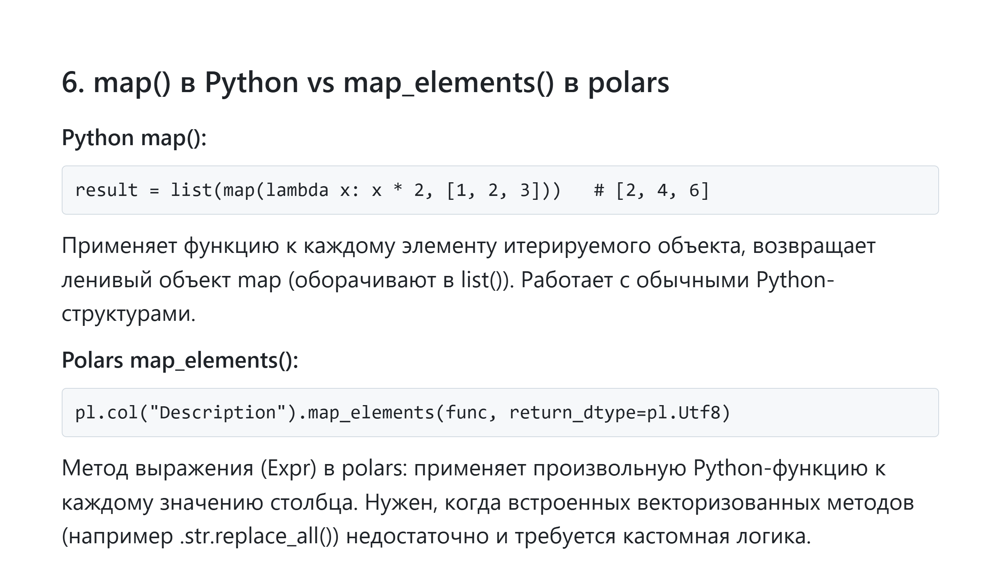 6. map() в Python vs map_elements() в polars
Python map():
result = list(map(lambda x: x * 2, [1, 2, 3]))   # [2, 4, 6]
Применяет функцию к каждому элементу итерируемого объекта, возвращает
ленивый объект map (оборачивают в list()). Работает с обычными Python-
структурами.
Polars map_elements():
pl.col("Description").map_elements(func, return_dtype=pl.Utf8)
Метод выражения (Expr) в polars: применяет произвольную Python-функцию к
каждому значению столбца. Нужен, когда встроенных векторизованных методов
(например .str.replace_all()) недостаточно и требуется кастомная логика.